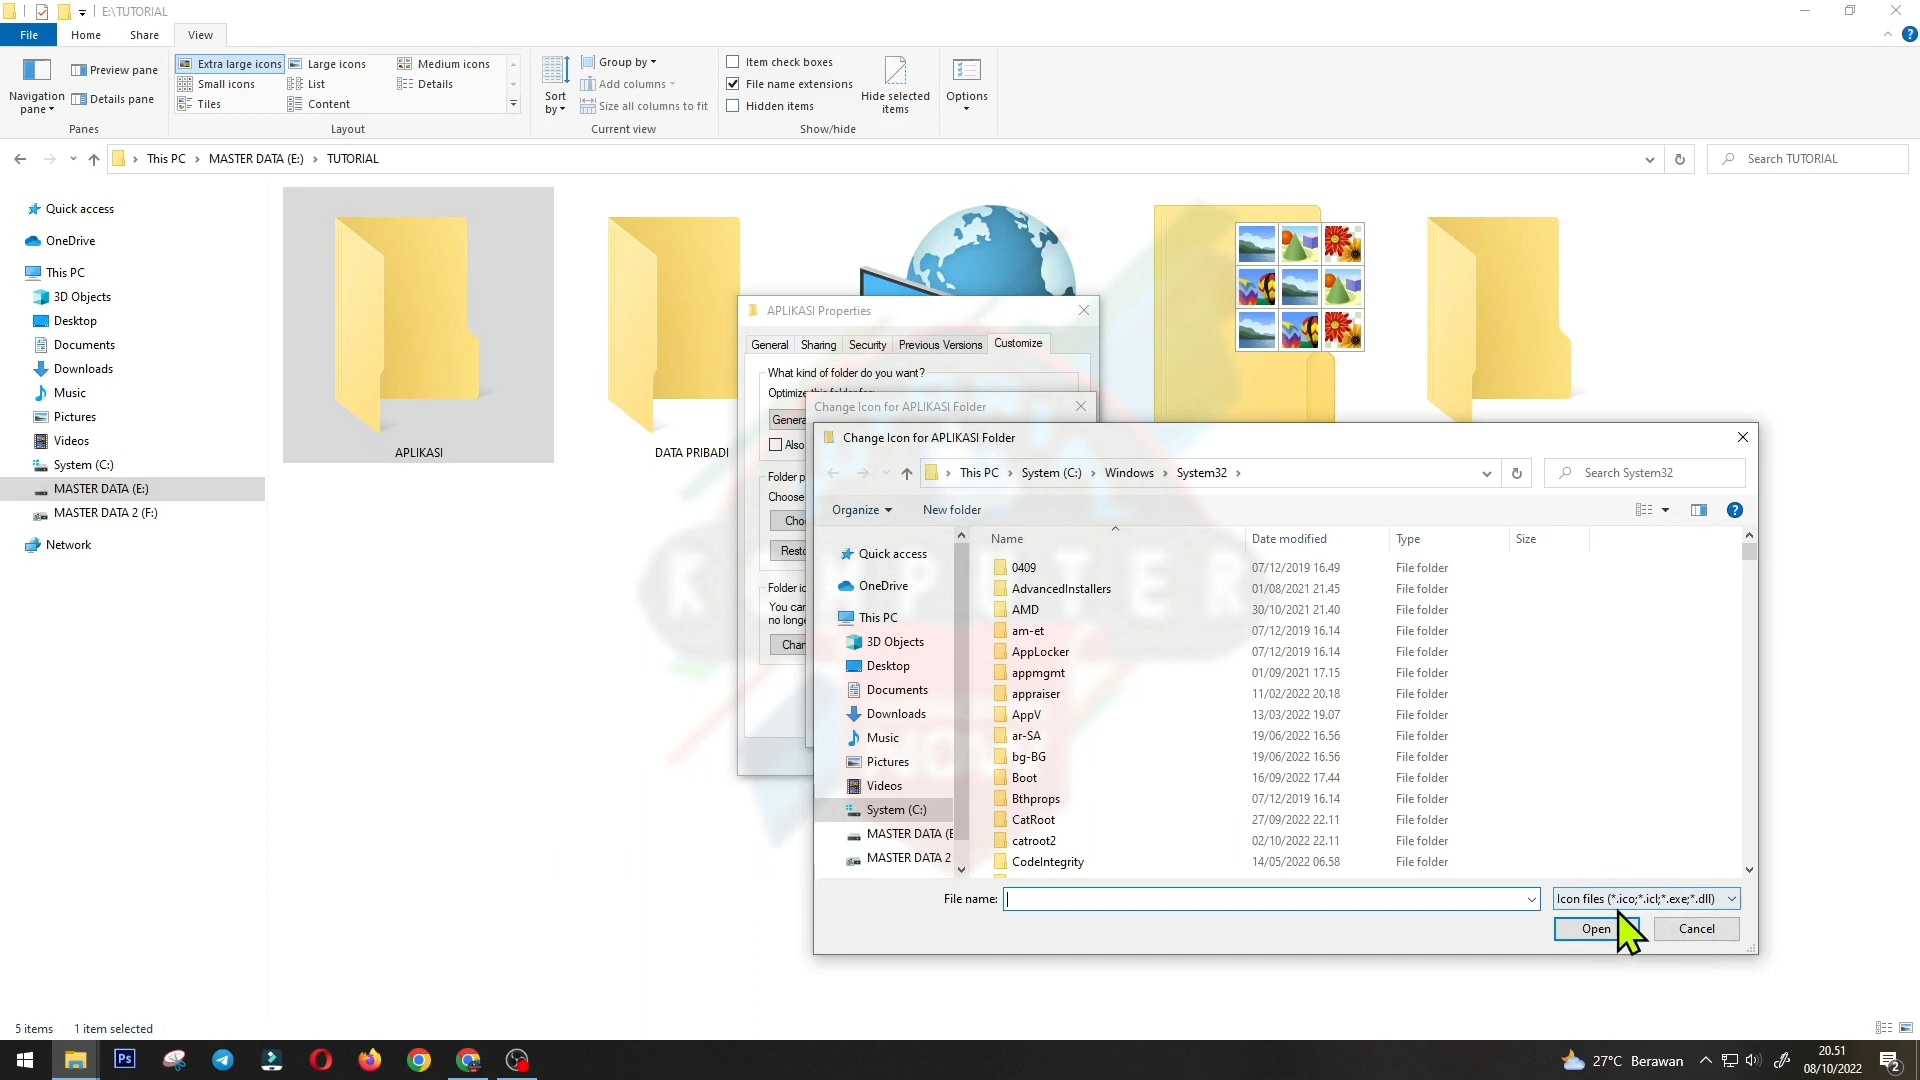 E:\TUTORIAL
File
Home
Share
View
Navigation pane
Preview pane
Details pane
Panes
Extra large icons
Large icons
Medium icons
Small icons
List
Details
Tiles
Content
Layout
Sort by
Group by
Add columns
Size all columns to fit
Current view
Item check boxes
File name extensions
Hidden items
Hide selected items
Show/hide
Options
This PC > MASTER DATA (E:) > TUTORIAL
Search TUTORIAL
Quick access
OneDrive
This PC
3D Objects
Desktop
Documents
Downloads
Music
Pictures
Videos
System (C:)
MASTER DATA (E:)
MASTER DATA 2 (F:)
Network
APLIKASI
DATA PRIBADI
APLIKASI Properties
General
Sharing
Security
Previous Versions
Customize
What kind of folder do you want?
Optimize this folder for:
Genera
Also
Folder p
Choose
Cho
Resto
Folder ic
You can
no longe
Chan
Change Icon for APLIKASI Folder
Change Icon for APLIKASI Folder
This PC > System (C:) > Windows > System32 >
Search System32
Organize
New folder
Quick access
OneDrive
This PC
3D Objects
Desktop
Documents
Downloads
Music
Pictures
Videos
System (C:)
MASTER DATA (E
MASTER DATA 2
Name Date modified Type Size
0409 07/12/2019 16.49 File folder
AdvancedInstallers 01/08/2021 21.45 File folder
AMD 30/10/2021 21.40 File folder
am-et 07/12/2019 16.14 File folder
AppLocker 07/12/2019 16.14 File folder
appmgmt 01/09/2021 17.15 File folder
appraiser 11/02/2022 20.18 File folder
AppV 13/03/2022 19.07 File folder
ar-SA 19/06/2022 16.56 File folder
bg-BG 19/06/2022 16.56 File folder
Boot 16/09/2022 17.44 File folder
Bthprops 07/12/2019 16.14 File folder
CatRoot 27/09/2022 22.11 File folder
catroot2 02/10/2022 22.11 File folder
CodeIntegrity 14/05/2022 06.58 File folder
File name:
Icon files (*.ico;*.icl;*.exe;*.dll)
Open
Cancel
5 items 1 item selected
Ps
27°C Berawan
20.51
08/10/2022
2